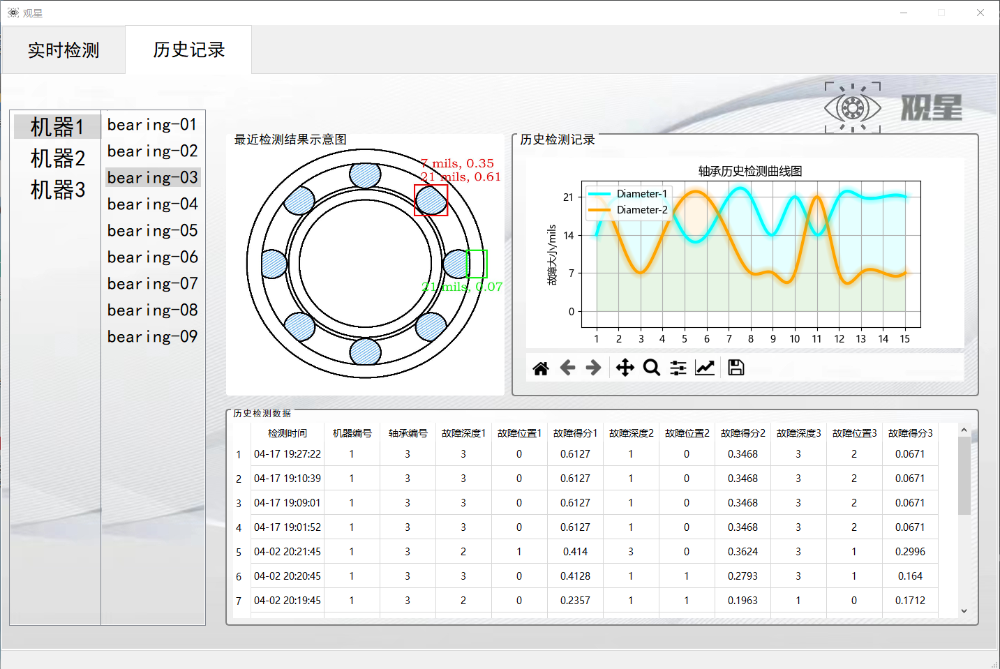 观星
实时检测
历史记录
观星
机器1
机器2
机器3
bearing-01
bearing-02
bearing-03
bearing-04
bearing-05
bearing-06
bearing-07
bearing-08
bearing-09
最近检测结果示意图
7 mils, 0.35
21 mils, 0.61
21 mils, 0.07
历史检测记录
轴承历史检测曲线图
Diameter-1
Diameter-2
故障大小/mils
21
14
7
0
1 2 3 4 5 6 7 8 9 10 11 12 13 14 15
历史检测数据
检测时间 机器编号 轴承编号 故障深度1 故障位置1 故障得分1 故障深度2 故障位置2 故障得分2 故障深度3 故障位置3 故障得分3
1 04-17 19:27:22 1 3 3 0 0.6127 1 0 0.3468 3 2 0.0671
2 04-17 19:10:39 1 3 3 0 0.6127 1 0 0.3468 3 2 0.0671
3 04-17 19:09:01 1 3 3 0 0.6127 1 0 0.3468 3 2 0.0671
4 04-17 19:01:52 1 3 3 0 0.6127 1 0 0.3468 3 2 0.0671
5 04-02 20:21:45 1 3 2 1 0.414 3 0 0.3624 3 1 0.2996
6 04-02 20:20:45 1 3 3 0 0.4128 1 1 0.2793 3 1 0.164
7 04-02 20:19:45 1 3 2 0 0.2357 1 1 0.1963 1 0 0.1712